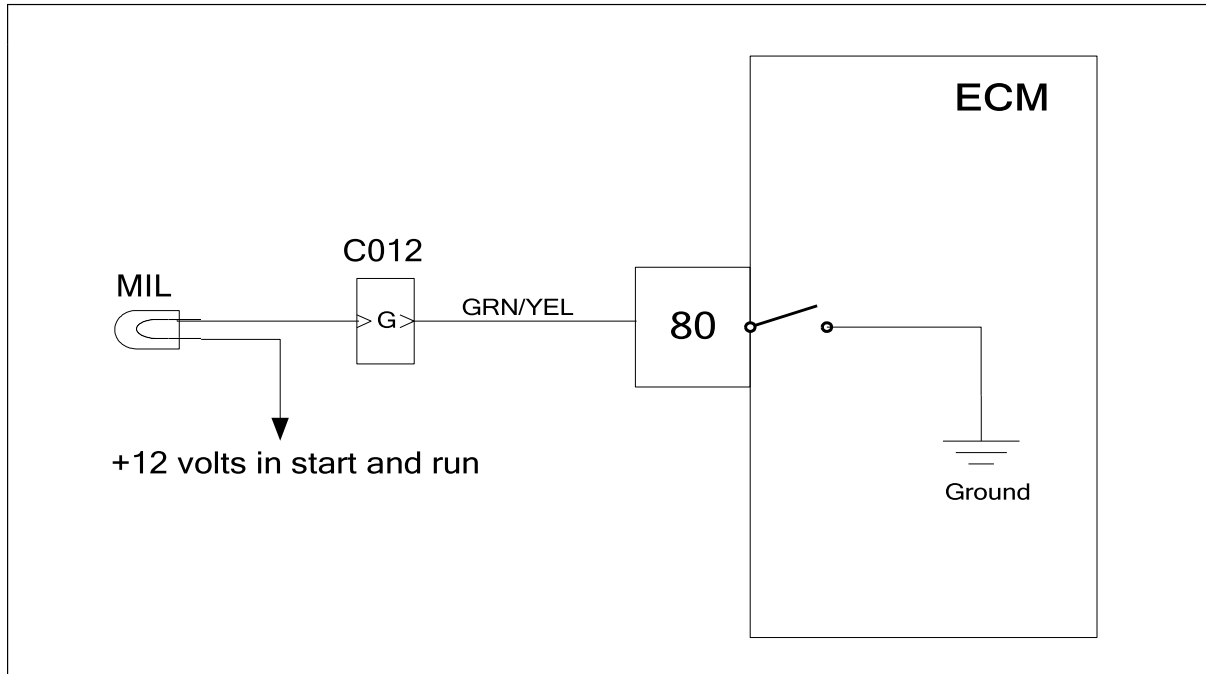 ECM
C012
MIL
>G>
GRN/YEL
80
+12 volts in start and run
Ground